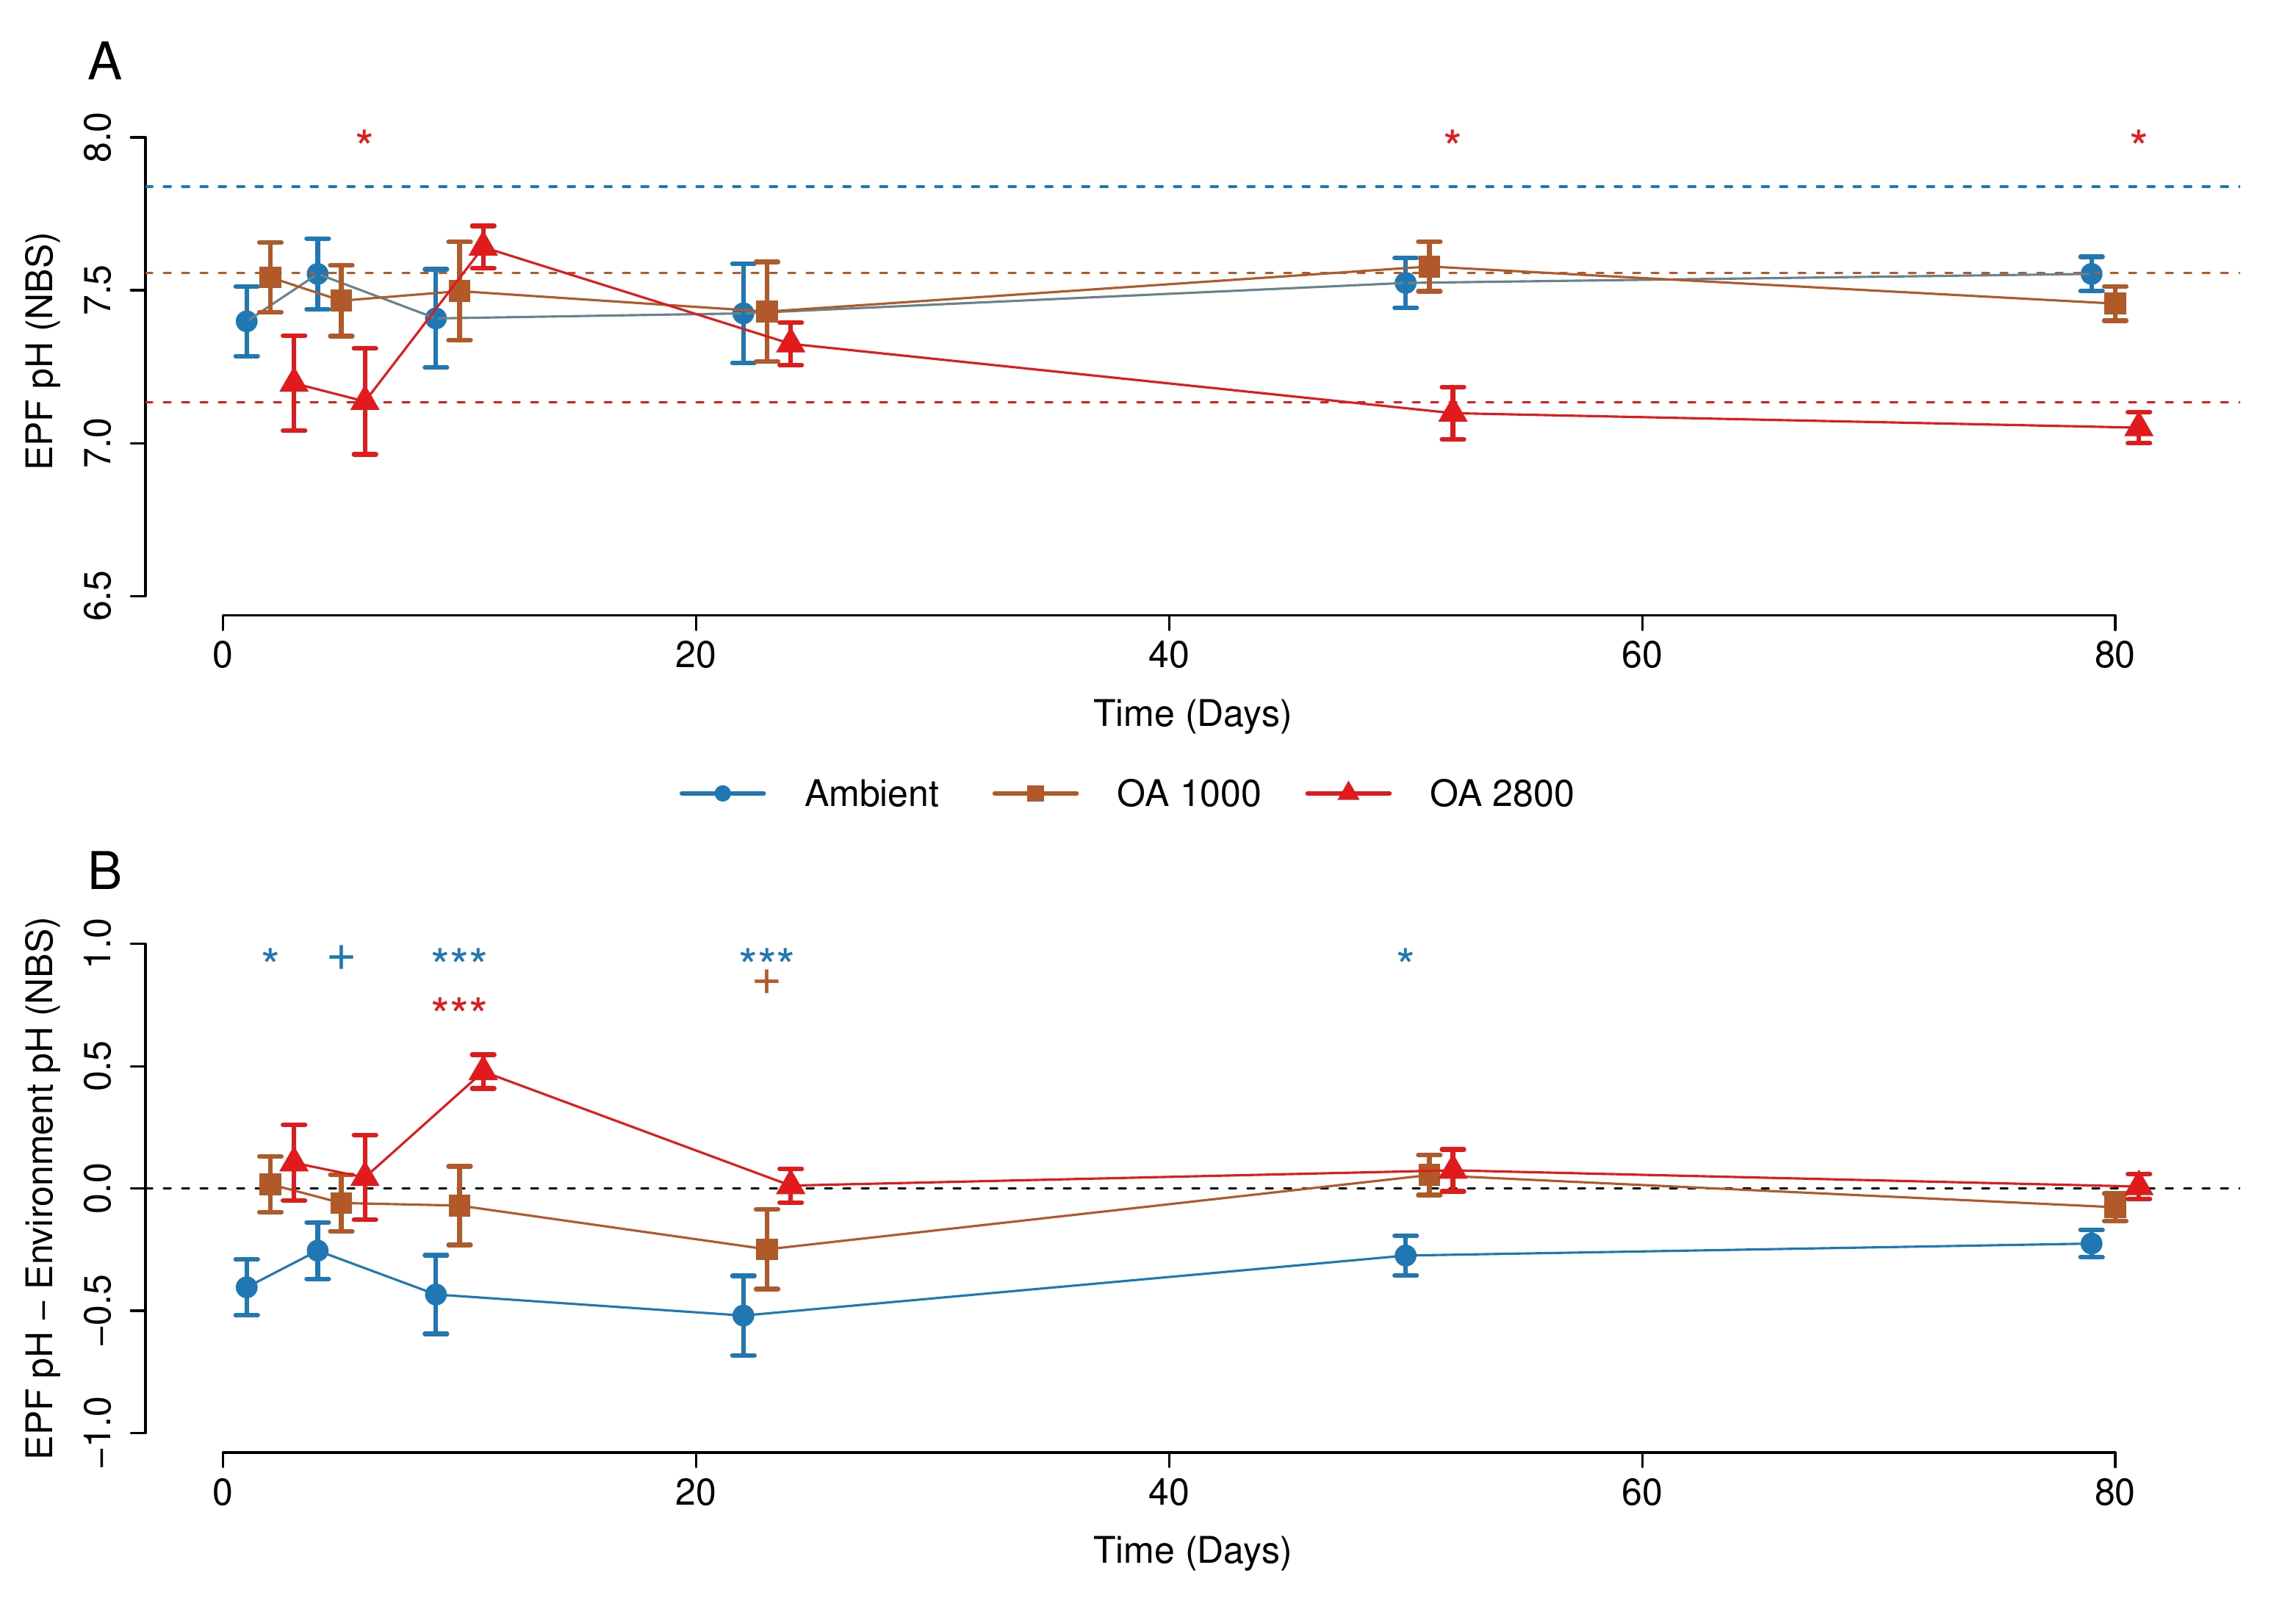 A
EPF pH (NBS)
8.0
7.5
7.0
6.5
* * *
0 20 40 60 80
Time (Days)
Ambient OA 1000 OA 2800
B
EPF pH – Environment pH (NBS)
1.0
0.5
0.0
−0.5
−1.0
* + *** *** *
+
***
0 20 40 60 80
Time (Days)